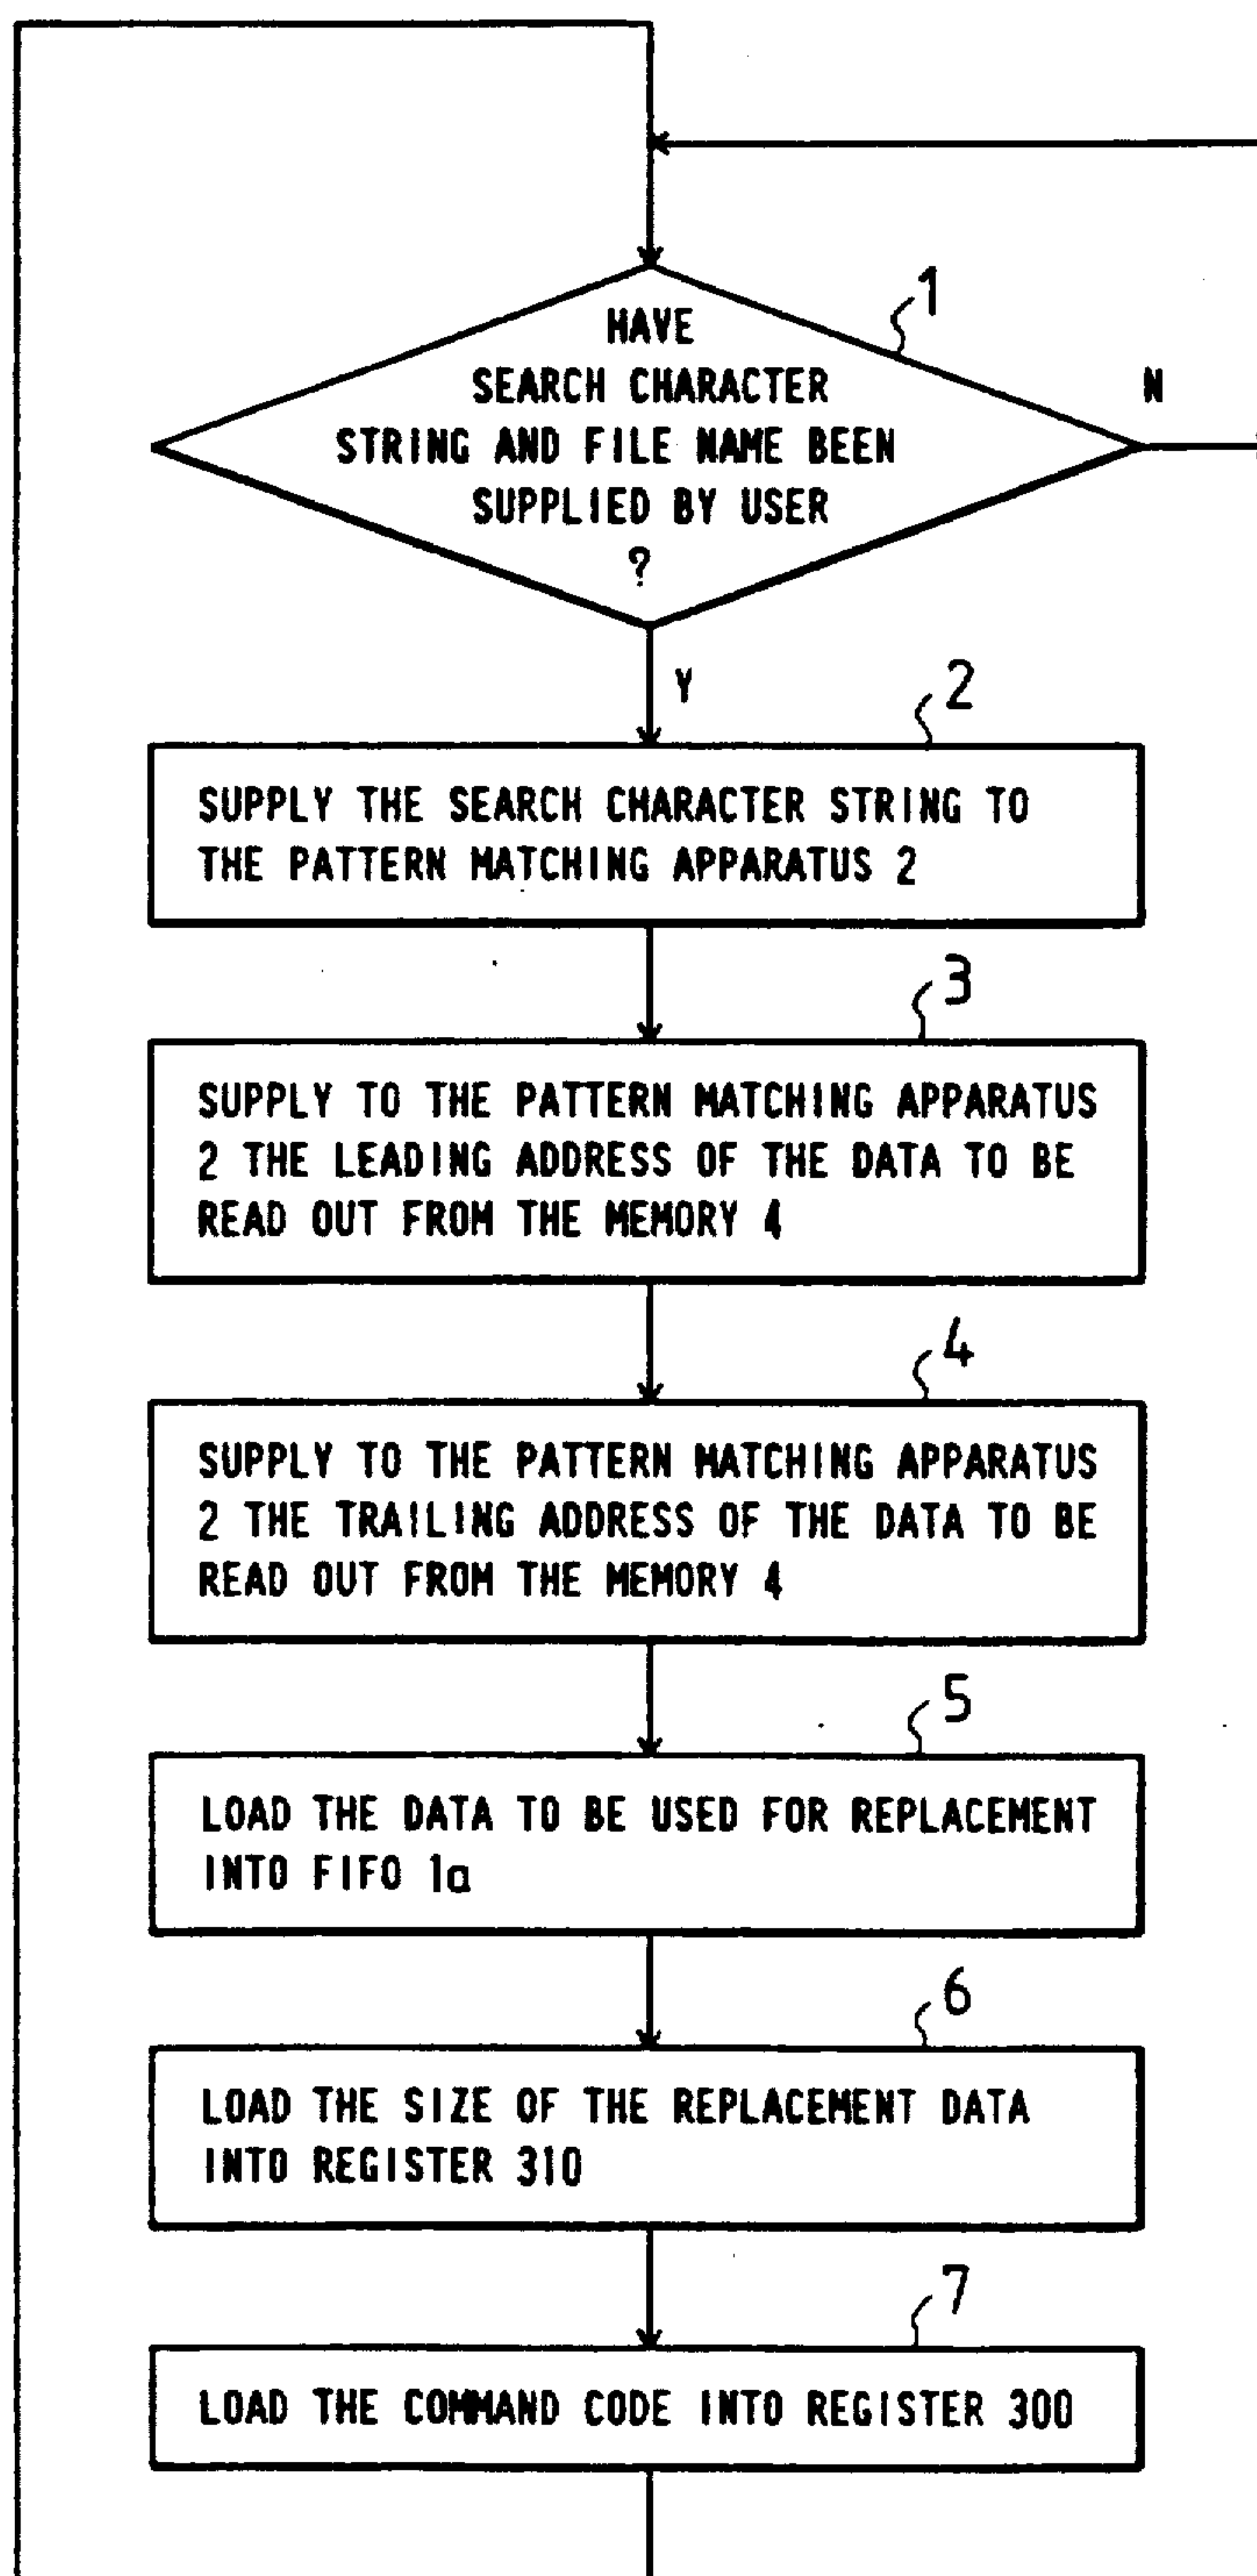 1
HAVE
SEARCH CHARACTER
STRING AND FILE NAME BEEN
SUPPLIED BY USER
?
N
Y
2
SUPPLY THE SEARCH CHARACTER STRING TO
THE PATTERN MATCHING APPARATUS 2
3
SUPPLY TO THE PATTERN MATCHING APPARATUS
2 THE LEADING ADDRESS OF THE DATA TO BE
READ OUT FROM THE MEMORY 4
4
SUPPLY TO THE PATTERN MATCHING APPARATUS
2 THE TRAILING ADDRESS OF THE DATA TO BE
READ OUT FROM THE MEMORY 4
5
LOAD THE DATA TO BE USED FOR REPLACEMENT
INTO FIFO 1a
6
LOAD THE SIZE OF THE REPLACEMENT DATA
INTO REGISTER 310
7
LOAD THE COMMAND CODE INTO REGISTER 300